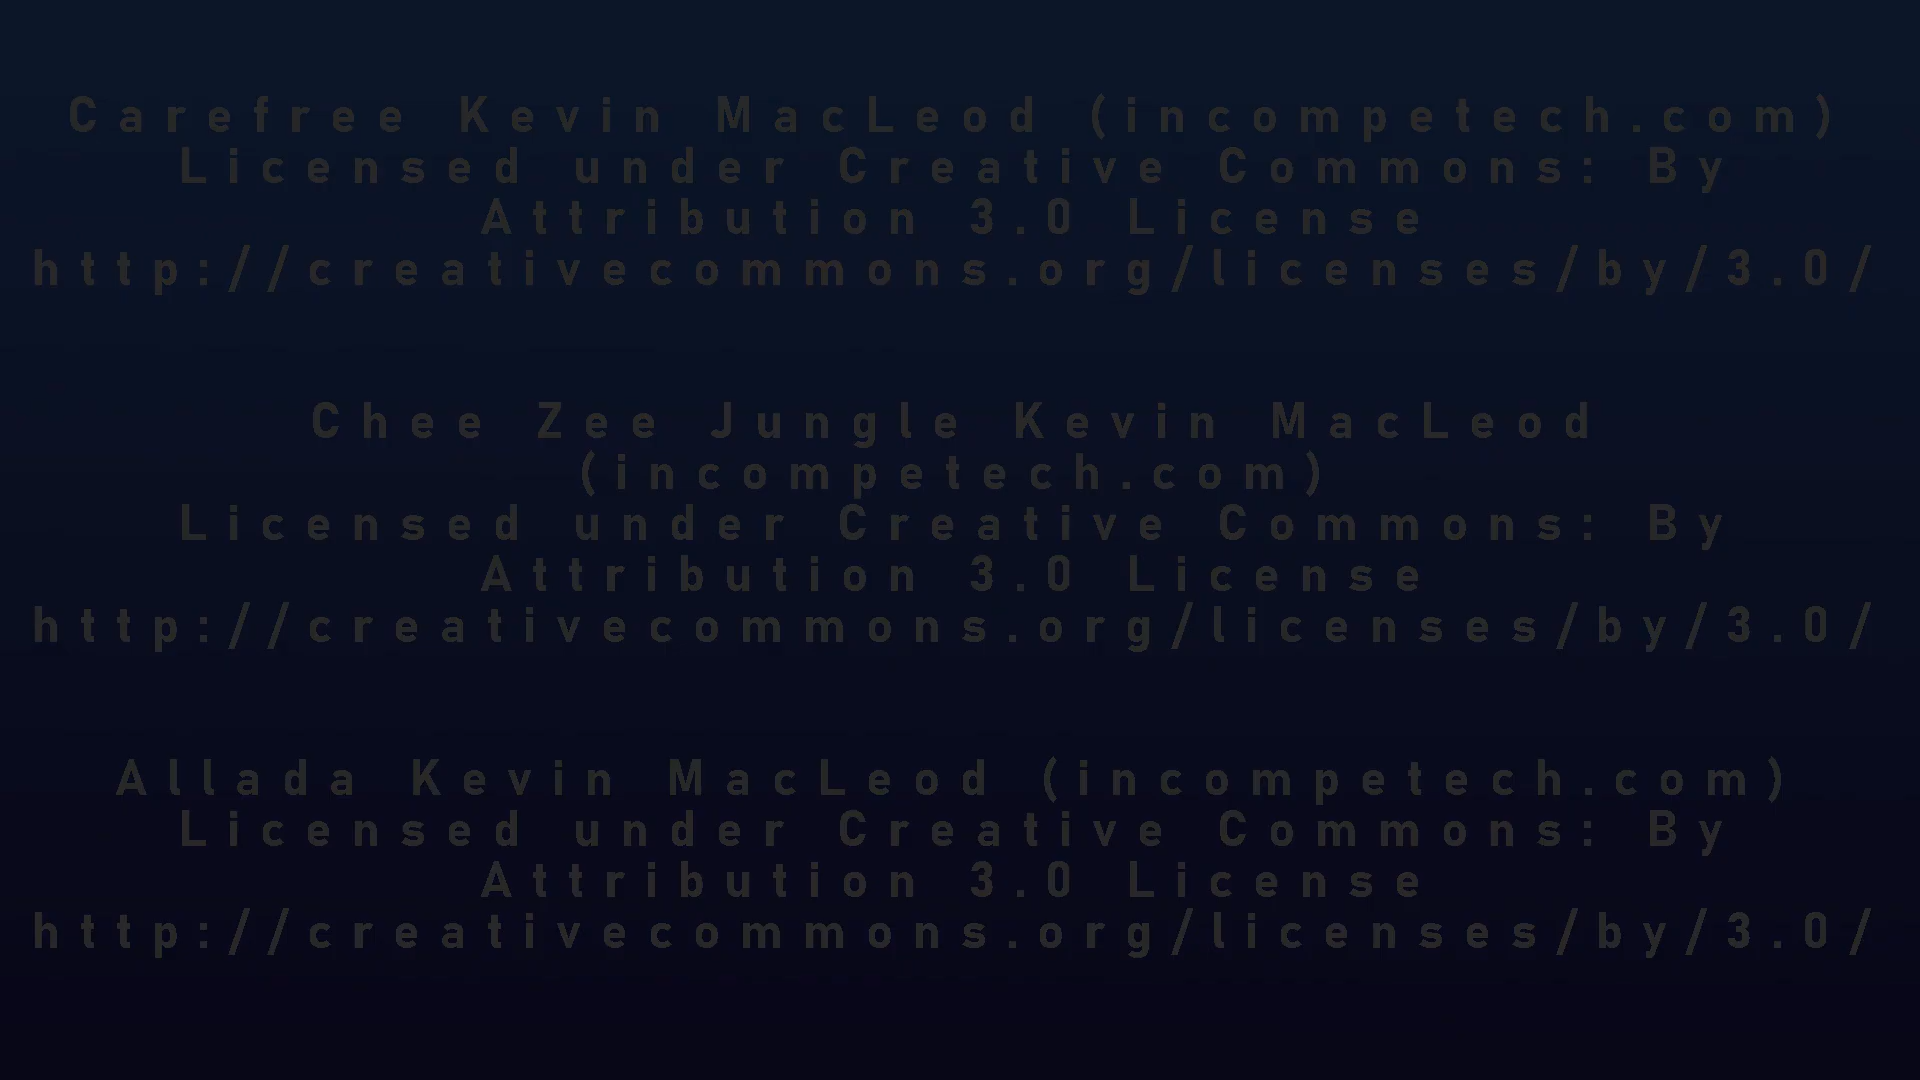 Carefree Kevin MacLeod (incompetech.com)
Licensed under Creative Commons: By
Attribution 3.0 License
http://creativecommons.org/licenses/by/3.0/
Chee Zee Jungle Kevin MacLeod
(incompetech.com)
Licensed under Creative Commons: By
Attribution 3.0 License
http://creativecommons.org/licenses/by/3.0/
Allada Kevin MacLeod (incompetech.com)
Licensed under Creative Commons: By
Attribution 3.0 License
http://creativecommons.org/licenses/by/3.0/